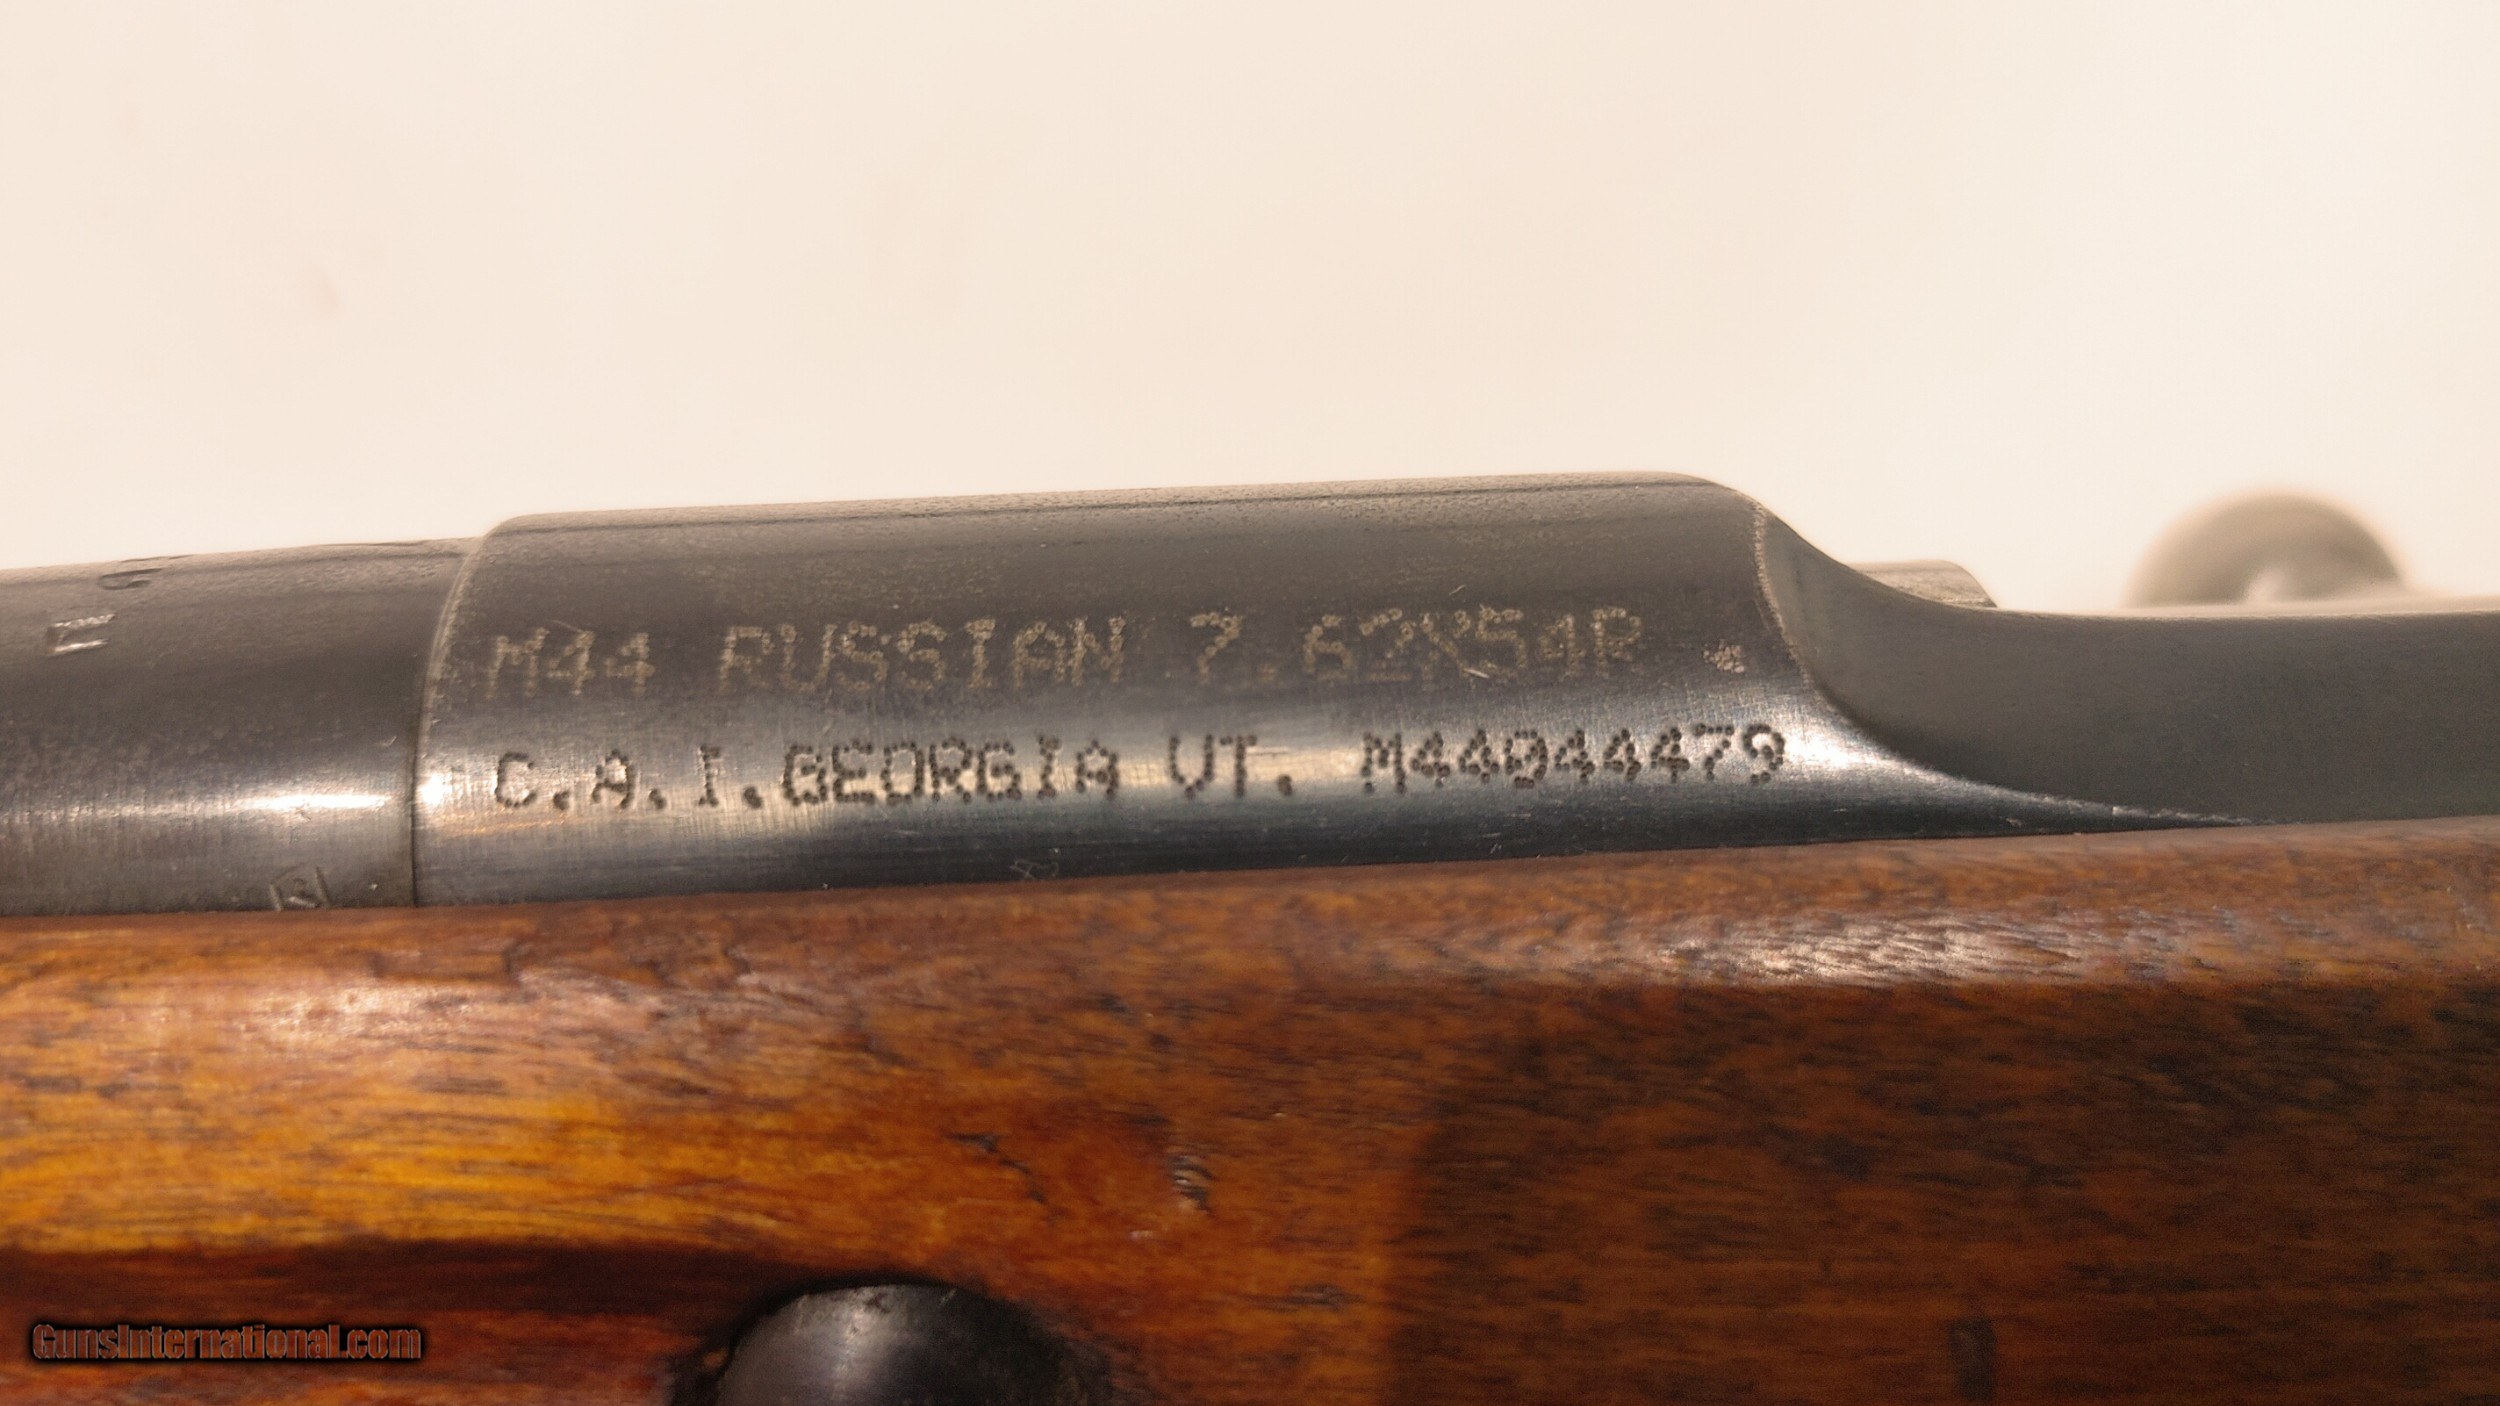 M44 RUSSIAN 7.62X54R
C.A.I.GEORGIA VT. M44044479
GunsInternational.com